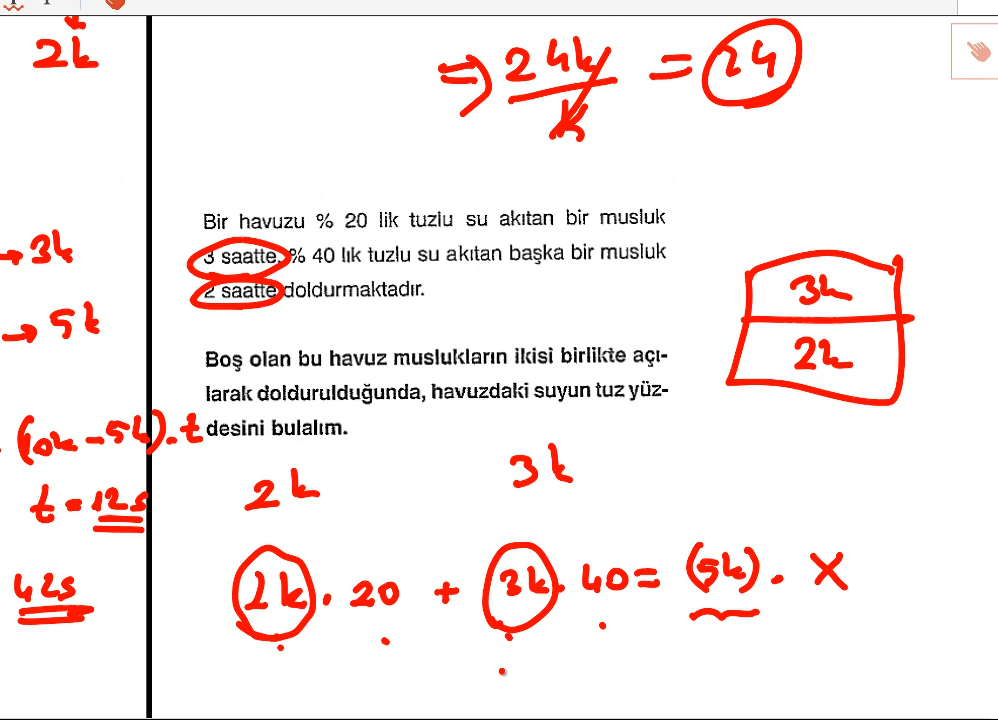 2k
⇒ 24k / k = 24
Bir havuzu % 20 lik tuzlu su akıtan bir musluk
3 saatte, % 40 lık tuzlu su akıtan başka bir musluk
2 saatte doldurmaktadır.
→ 3k
→ 5k
3k
2k
Boş olan bu havuz muslukların ikisi birlikte açı-
larak doldurulduğunda, havuzdaki suyun tuz yüz-
desini bulalım.
(10k - 5k) . t
t = 12s
42s
2k 3k
2k . 20 + 3k . 40 = (5k) . x